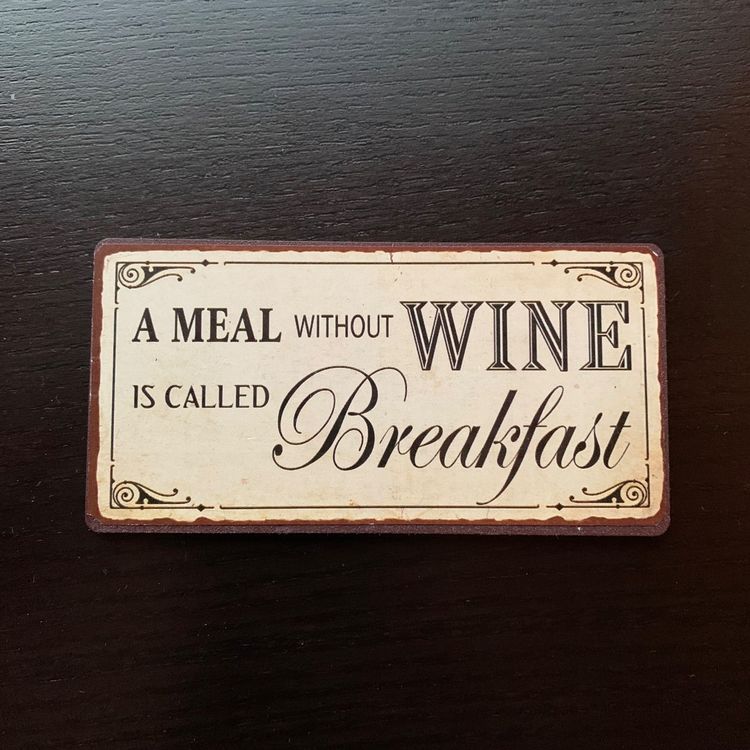 A MEAL WITHOUT WINE
IS CALLED Breakfast